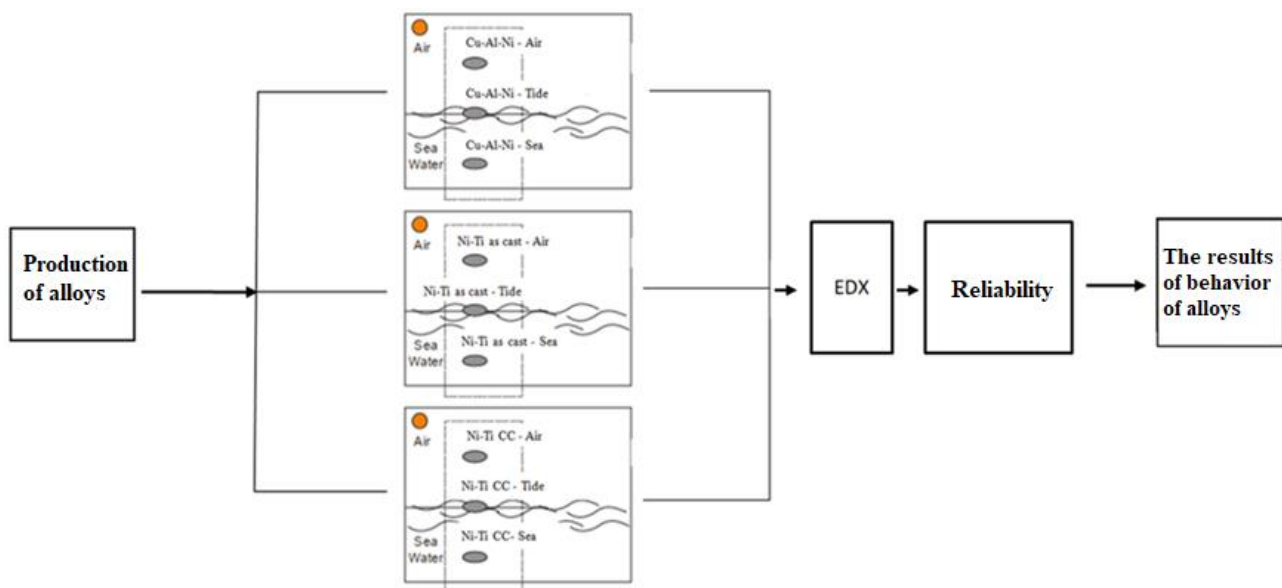 Production
of alloys
Air
Cu-Al-Ni - Air
Cu-Al-Ni - Tide
Cu-Al-Ni - Sea
Sea
Water
Air
Ni-Ti as cast - Air
Ni-Ti as cast - Tide
Ni-Ti as cast - Sea
Sea
Water
Air
Ni-Ti CC - Air
Ni-Ti CC - Tide
Ni-Ti CC- Sea
Sea
Water
EDX
Reliability
The results
of behavior
of alloys